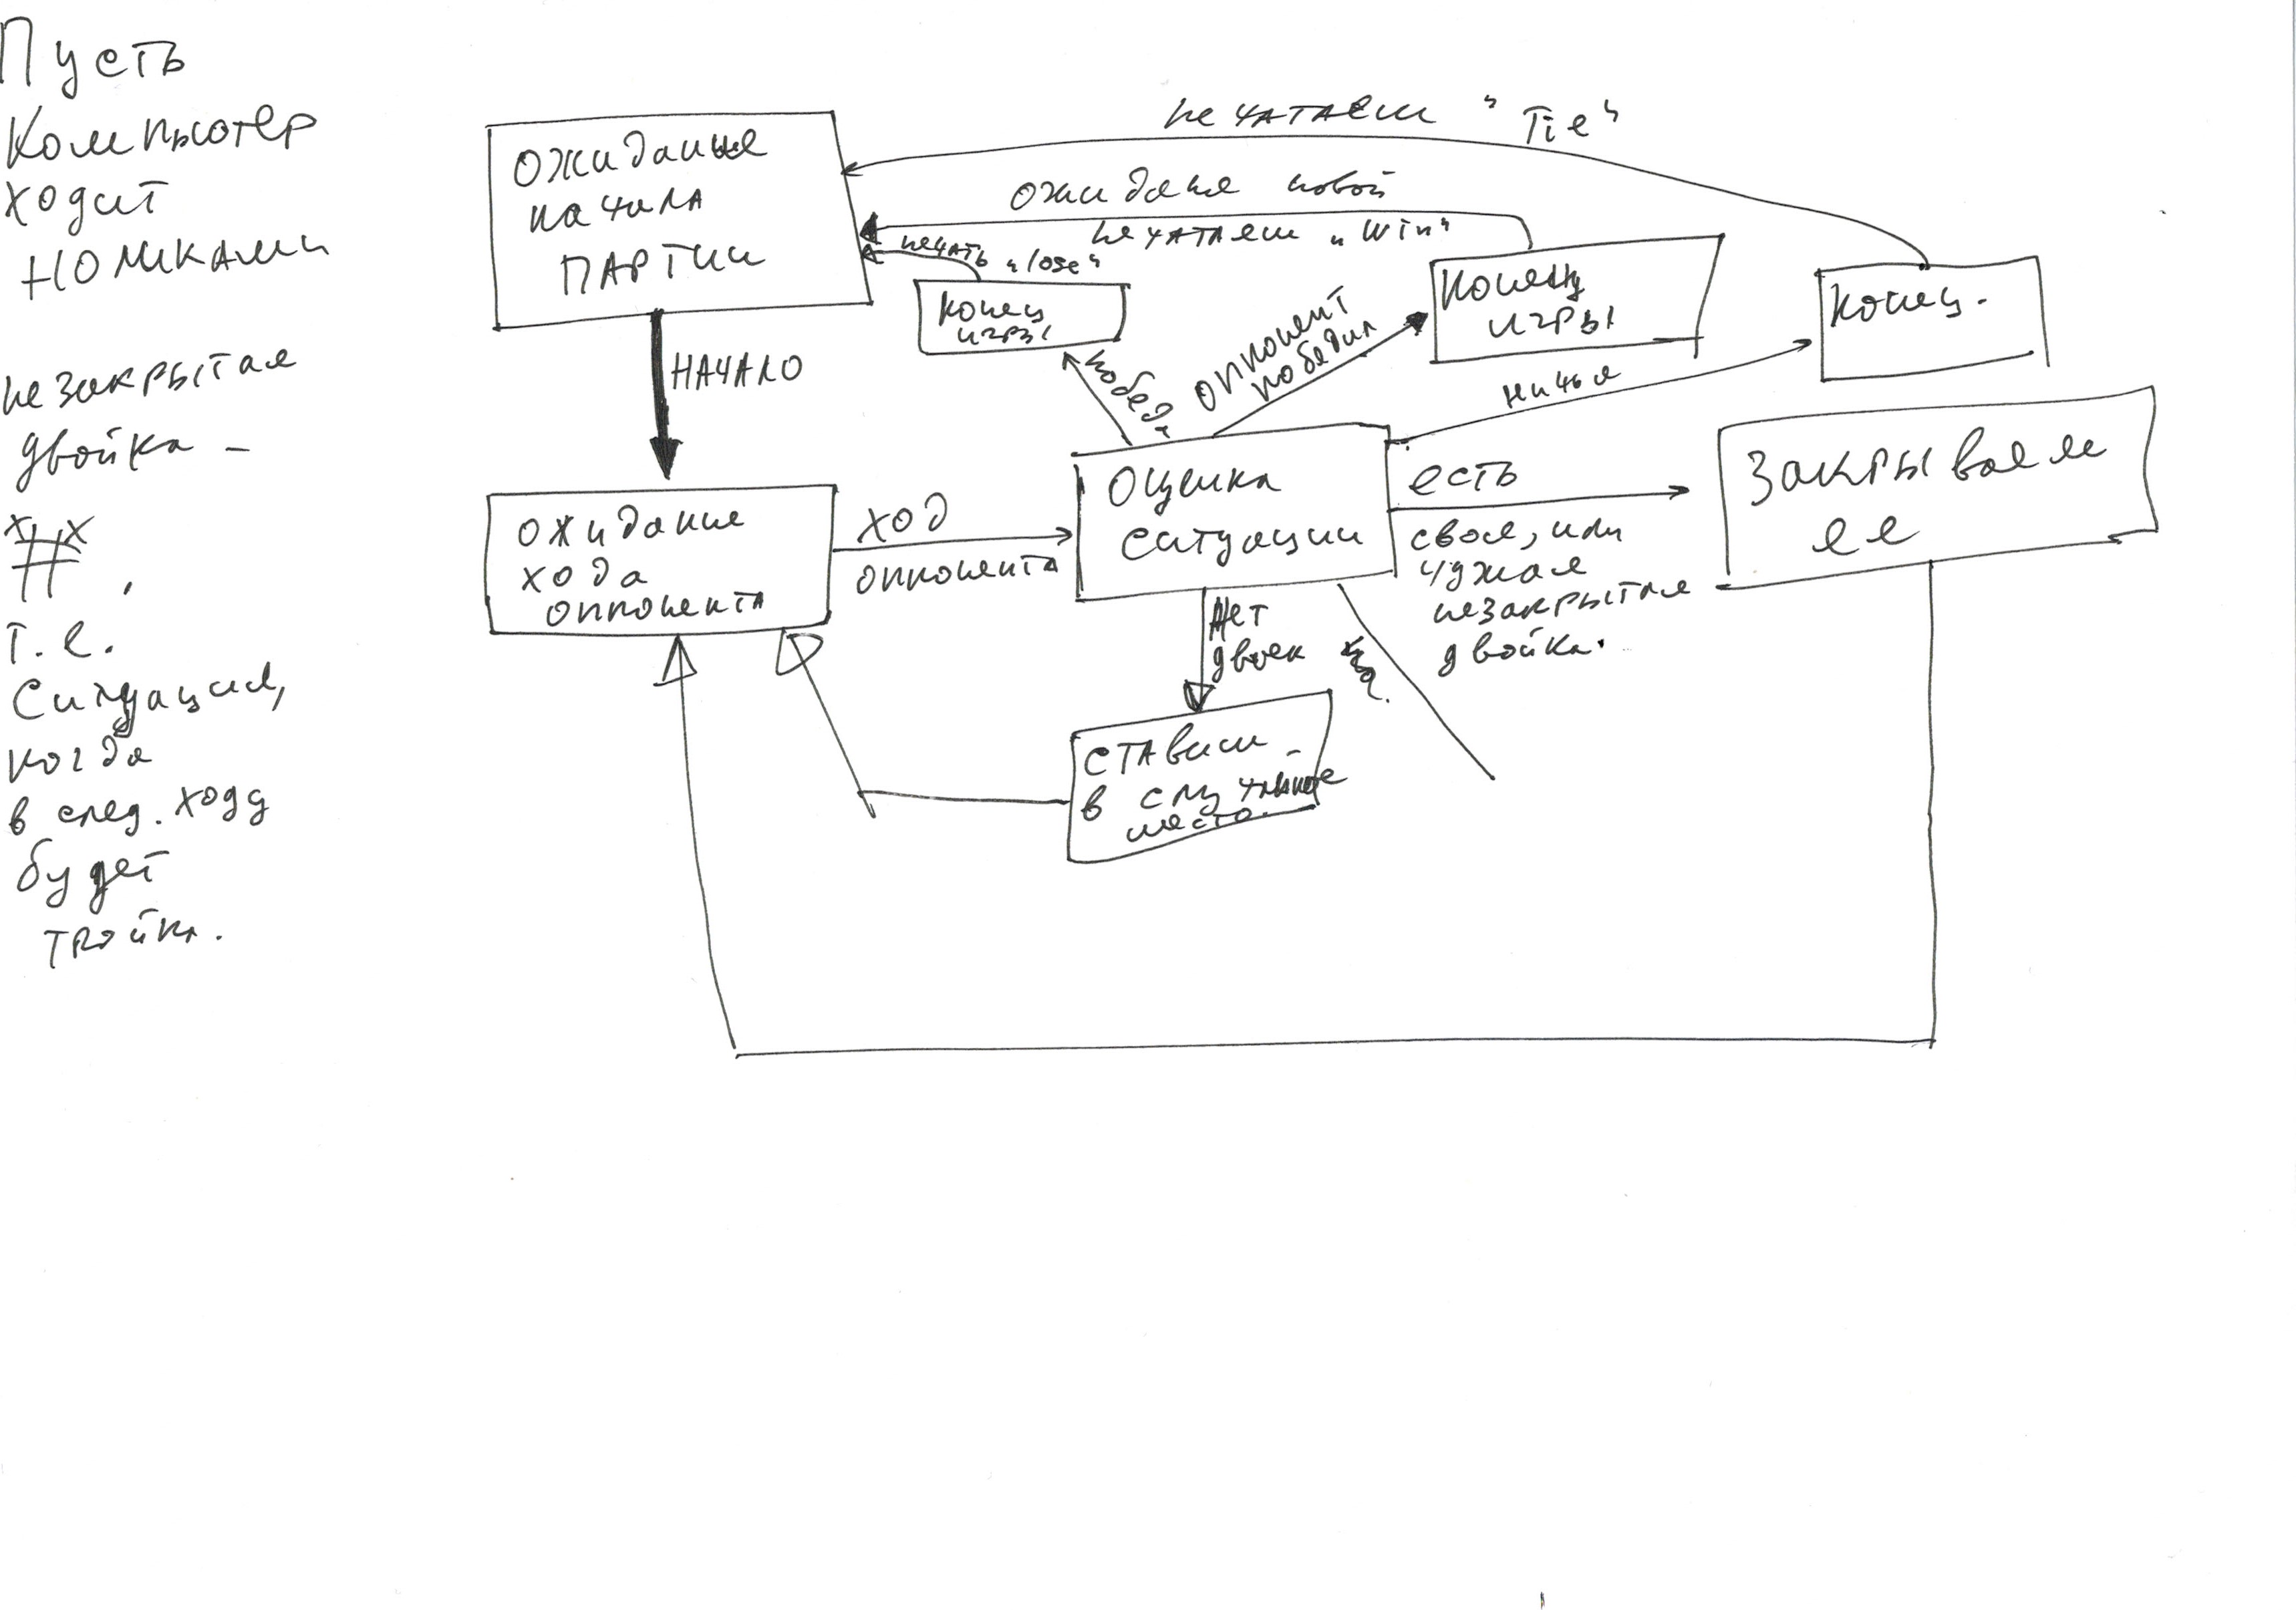 Пусть
Компьютер
ходит
ноликами
незакрытая
двойка –
х х
т.е.
Ситуация,
когда
в след. ходу
будет
тройка.
печатаем "Tie"
ожидание
начала
партии
ожидане новой
печатаем "Win"
печать "lose"
конец
игры
конец
игры
конец.
начало
победа
оппонент
победил
ничья
ожидание
хода
оппонента
ход
оппонента
Оценка
ситуации
есть
своя, или
чужая
незакрытая
двойка.
Закрываем
ее
Нет
двоек
ставим
в случайное
место.